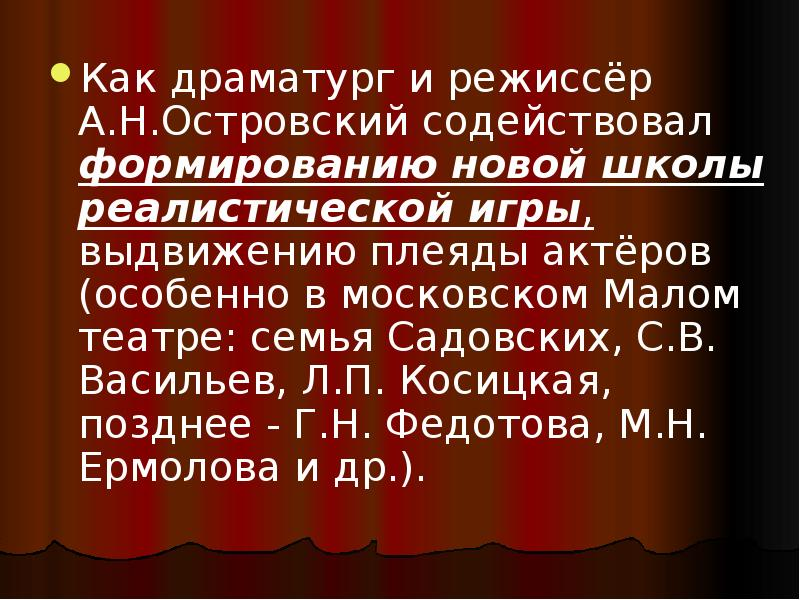 Как драматург и режиссёр
А.Н.Островский содействовал
формированию новой школы
реалистической игры,
выдвижению плеяды актёров
(особенно в московском Малом
театре: семья Садовских, С.В.
Васильев, Л.П. Косицкая,
позднее - Г.Н. Федотова, М.Н.
Ермолова и др.).